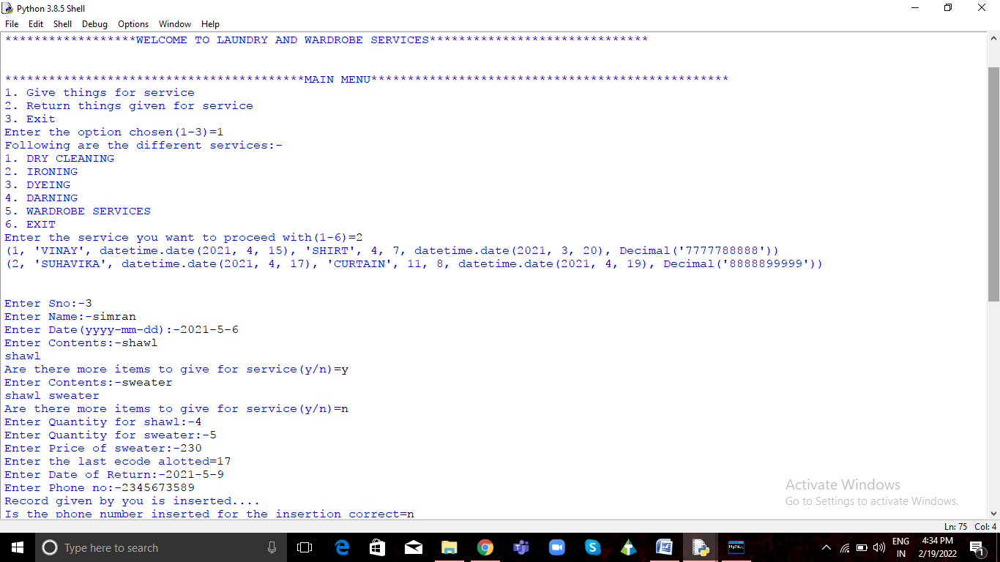 Python 3.8.5 Shell
File Edit Shell Debug Options Window Help
******************WELCOME TO LAUNDRY AND WARDROBE SERVICES******************************
*****************************************MAIN MENU*************************************************
1. Give things for service
2. Return things given for service
3. Exit
Enter the option chosen(1-3)=1
Following are the different services:-
1. DRY CLEANING
2. IRONING
3. DYEING
4. DARNING
5. WARDROBE SERVICES
6. EXIT
Enter the service you want to proceed with(1-6)=2
(1, 'VINAY', datetime.date(2021, 4, 15), 'SHIRT', 4, 7, datetime.date(2021, 3, 20), Decimal('7777788888'))
(2, 'SUHAVIKA', datetime.date(2021, 4, 17), 'CURTAIN', 11, 8, datetime.date(2021, 4, 19), Decimal('8888899999'))
Enter Sno:-3
Enter Name:-simran
Enter Date(yyyy-mm-dd):-2021-5-6
Enter Contents:-shawl
shawl
Are there more items to give for service(y/n)=y
Enter Contents:-sweater
shawl sweater
Are there more items to give for service(y/n)=n
Enter Quantity for shawl:-4
Enter Quantity for sweater:-5
Enter Price of sweater:-230
Enter the last ecode alotted=17
Enter Date of Return:-2021-5-9
Enter Phone no:-2345673589
Record given by you is inserted....
Is the phone number inserted for the insertion correct=n
Activate Windows
Go to Settings to activate Windows.
Ln: 75 Col: 4
Type here to search
MySQL
ENG
IN
4:34 PM
2/19/2022
1